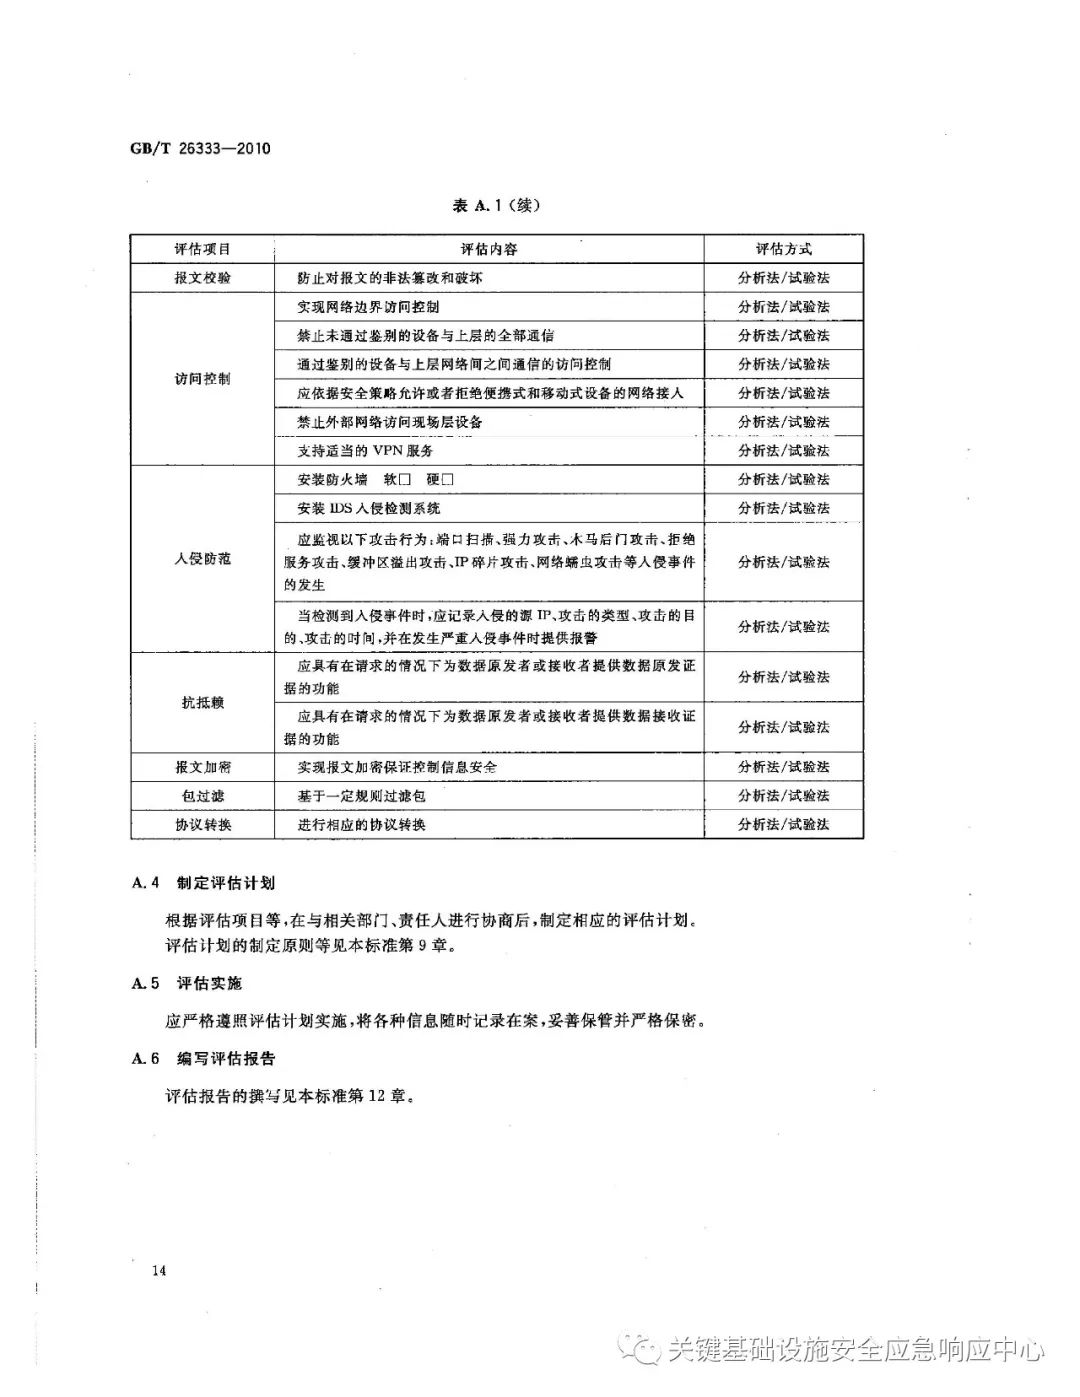 GB/T 26333—2010
表 A.1(续)
评估项目 评估内容 评估方式
报文校验 防止对报文的非法篡改和破坏 分析法/试验法
访问控制
实现网络边界访问控制 分析法/试验法
禁止未通过鉴别的设备与上层的全部通信 分析法/试验法
通过鉴别的设备与上层网络间之间通信的访问控制 分析法/试验法
应依据安全策略允许或者拒绝便携式和移动式设备的网络接入 分析法/试验法
禁止外部网络访问现场层设备 分析法/试验法
支持适当的 VPN 服务 分析法/试验法
入侵防范
安装防火墙 软□ 硬□ 分析法/试验法
安装 IDS 入侵检测系统 分析法/试验法
应监视以下攻击行为:端口扫描、强力攻击、木马后门攻击、拒绝
服务攻击、缓冲区溢出攻击、IP 碎片攻击、网络蠕虫攻击等入侵事件
的发生
分析法/试验法
当检测到入侵事件时,应记录入侵的源 IP、攻击的类型、攻击的目
的、攻击的时间,并在发生严重入侵事件时提供报警
分析法/试验法
抗抵赖
应具有在请求的情况下为数据原发者或接收者提供数据原发证
据的功能
分析法/试验法
应具有在请求的情况下为数据原发者或接收者提供数据接收证
据的功能
分析法/试验法
报文加密 实现报文加密保证控制信息安全 分析法/试验法
包过滤 基于一定规则过滤包 分析法/试验法
协议转换 进行相应的协议转换 分析法/试验法
A.4 制定评估计划
根据评估项目等,在与相关部门、责任人进行协商后,制定相应的评估计划。
评估计划的制定原则等见本标准第 9 章。
A.5 评估实施
应严格遵照评估计划实施,将各种信息随时记录在案,妥善保管并严格保密。
A.6 编写评估报告
评估报告的撰写见本标准第 12 章。
14
关键基础设施安全应急响应中心